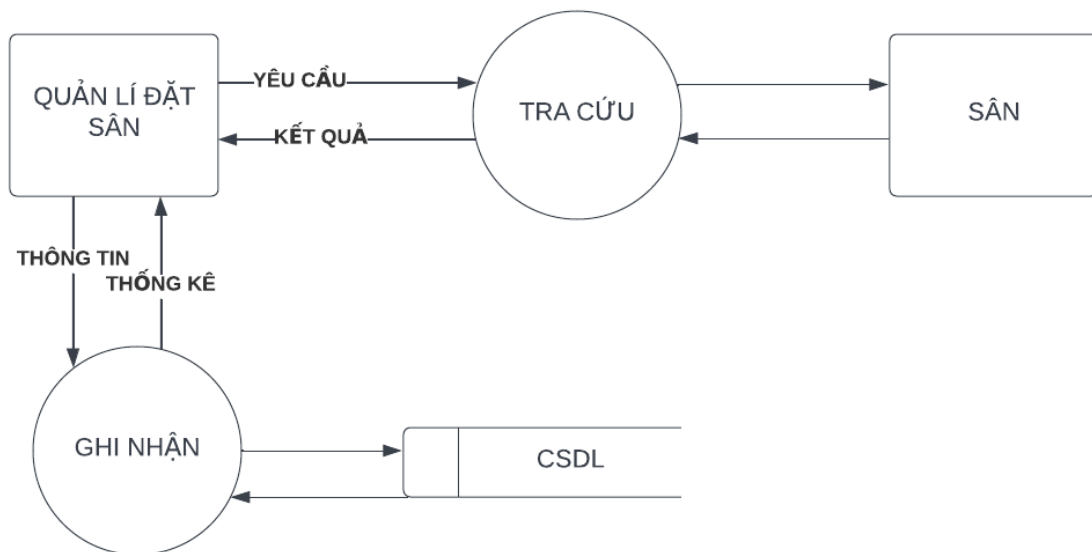 QUẢN LÍ ĐẶT
SÂN
YÊU CẦU
KẾT QUẢ
TRA CỨU
SÂN
THÔNG TIN
THỐNG KÊ
GHI NHẬN
CSDL